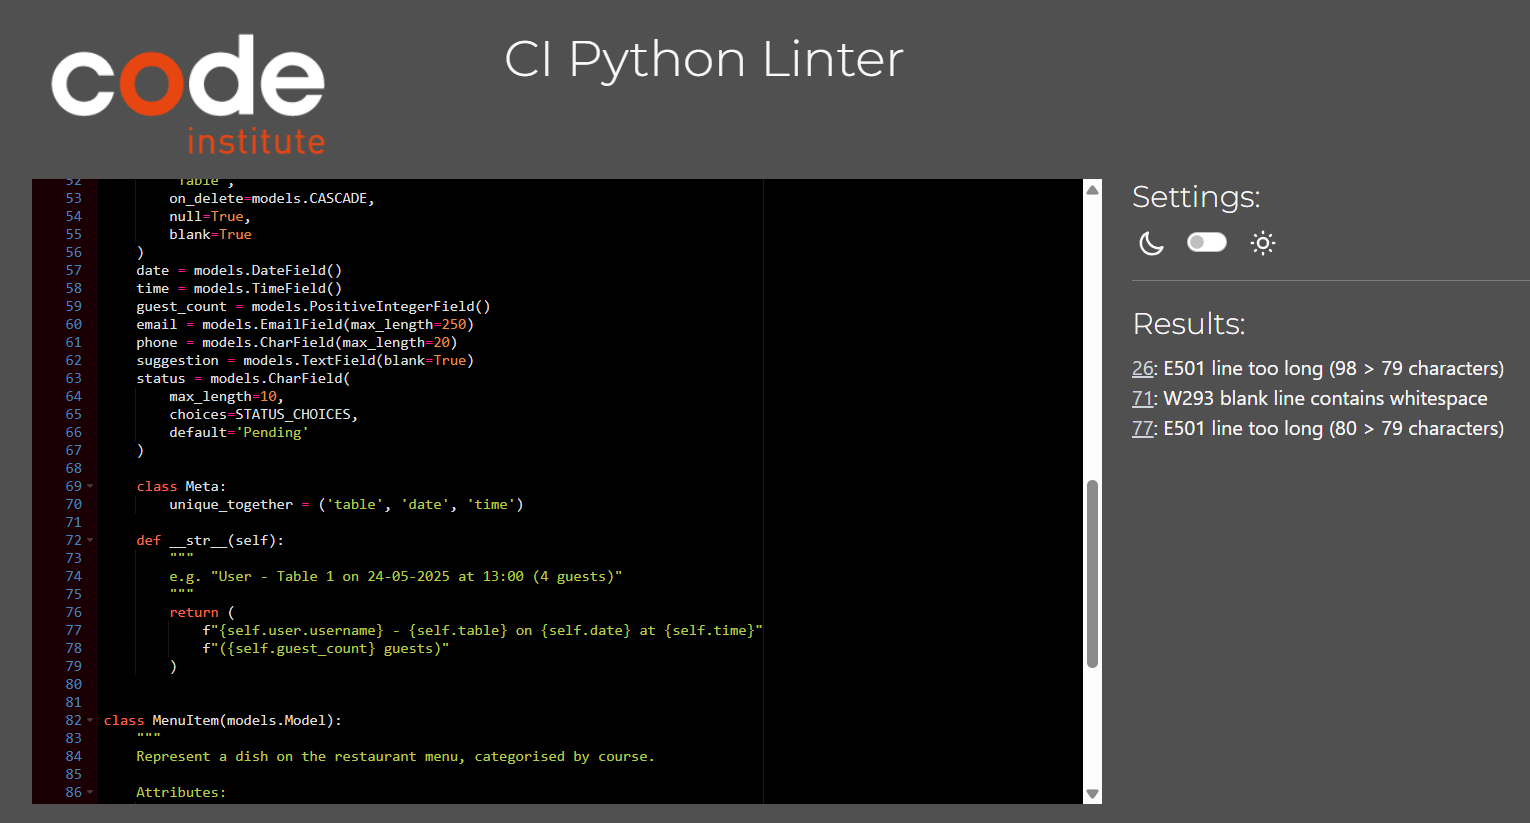 code
institute
CI Python Linter
52 'table',
53 on_delete=models.CASCADE,
54 null=True,
55 blank=True
56 )
57 date = models.DateField()
58 time = models.TimeField()
59 guest_count = models.PositiveIntegerField()
60 email = models.EmailField(max_length=250)
61 phone = models.CharField(max_length=20)
62 suggestion = models.TextField(blank=True)
63 status = models.CharField(
64 max_length=10,
65 choices=STATUS_CHOICES,
66 default='Pending'
67 )
68
69 class Meta:
70 unique_together = ('table', 'date', 'time')
71
72 def __str__(self):
73 """
74 e.g. "User - Table 1 on 24-05-2025 at 13:00 (4 guests)"
75 """
76 return (
77 f"{self.user.username} - {self.table} on {self.date} at {self.time}"
78 f"({self.guest_count} guests)"
79 )
80
81
82 class MenuItem(models.Model):
83 """
84 Represent a dish on the restaurant menu, categorised by course.
85
86 Attributes:
Settings:
Results:
26: E501 line too long (98 > 79 characters)
71: W293 blank line contains whitespace
77: E501 line too long (80 > 79 characters)